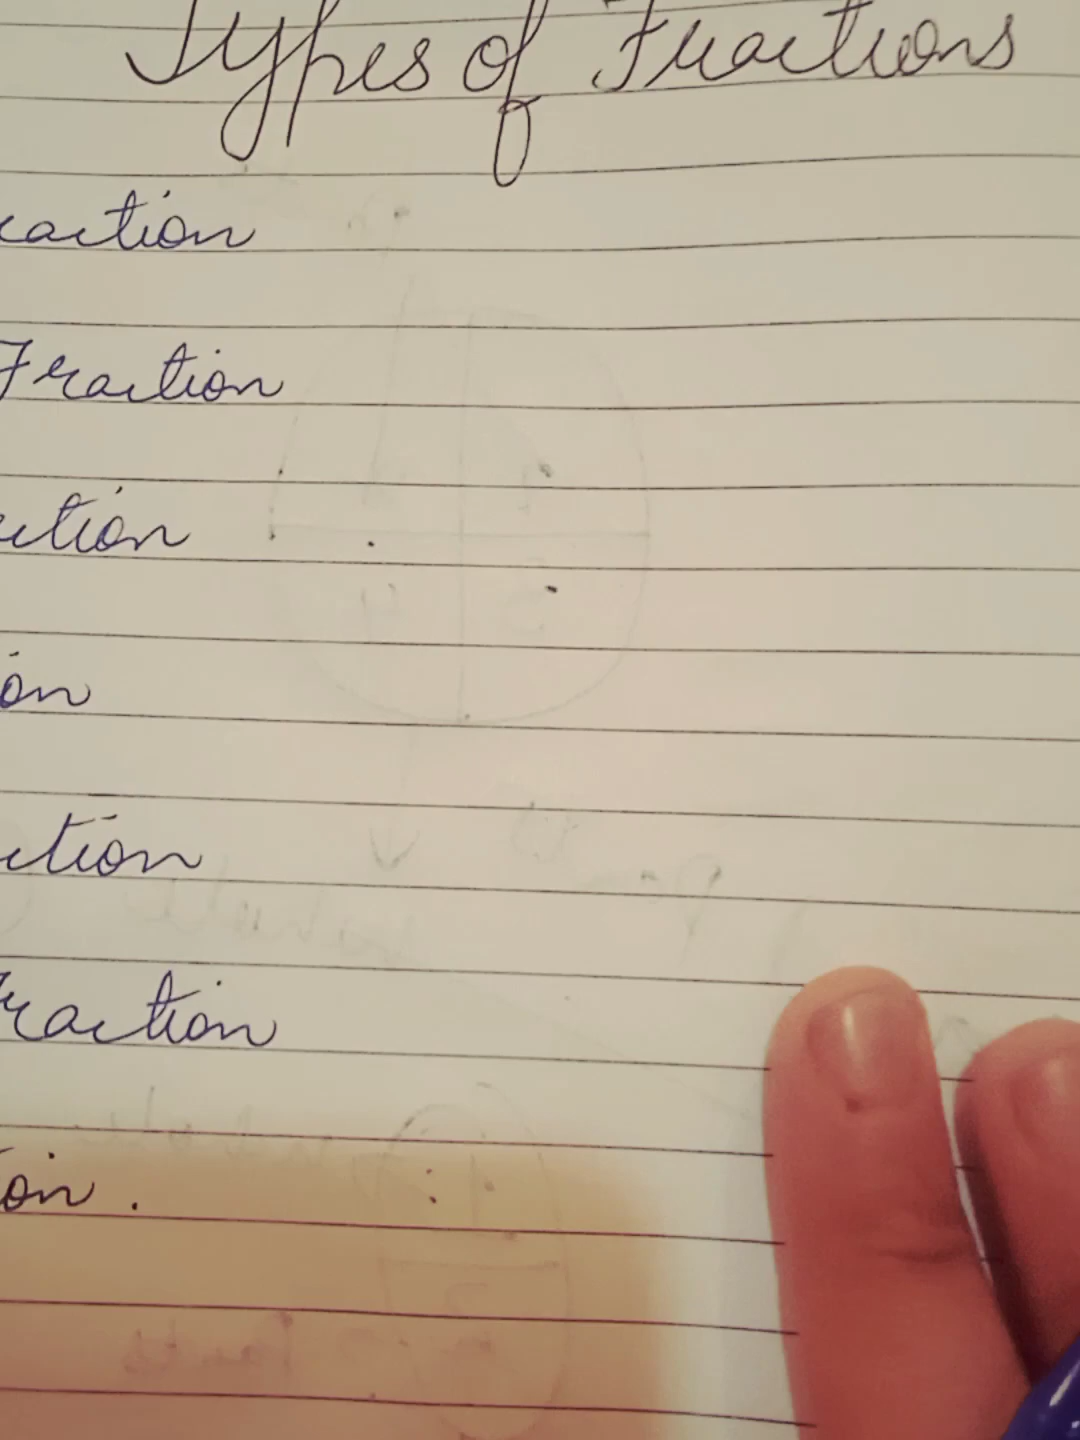 Types of Fractions
raction
Fraction
ction
on
ction
raction
on.